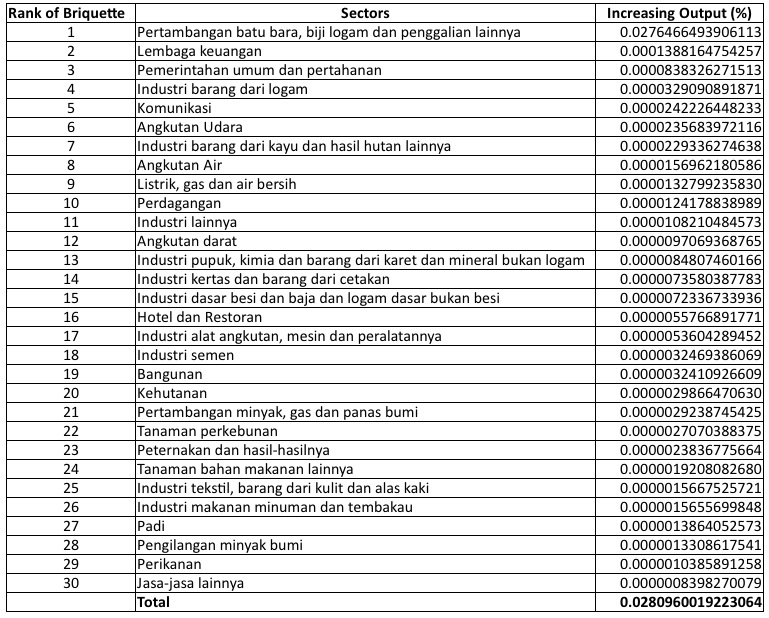 Rank of Briquette Sectors Increasing Output (%)
1 Pertambangan batu bara, biji logam dan penggalian lainnya 0.0276466493906113
2 Lembaga keuangan 0.0001388164754257
3 Pemerintahan umum dan pertahanan 0.0000838326271513
4 Industri barang dari logam 0.0000329090891871
5 Komunikasi 0.0000242226448233
6 Angkutan Udara 0.0000235683972116
7 Industri barang dari kayu dan hasil hutan lainnya 0.0000229336274638
8 Angkutan Air 0.0000156962180586
9 Listrik, gas dan air bersih 0.0000132799235830
10 Perdagangan 0.0000124178838989
11 Industri lainnya 0.0000108210484573
12 Angkutan darat 0.0000097069368765
13 Industri pupuk, kimia dan barang dari karet dan mineral bukan logam 0.0000084807460166
14 Industri kertas dan barang dari cetakan 0.0000073580387783
15 Industri dasar besi dan baja dan logam dasar bukan besi 0.0000072336733936
16 Hotel dan Restoran 0.0000055766891771
17 Industri alat angkutan, mesin dan peralatannya 0.0000053604289452
18 Industri semen 0.0000032469386069
19 Bangunan 0.0000032410926609
20 Kehutanan 0.0000029866470630
21 Pertambangan minyak, gas dan panas bumi 0.0000029238745425
22 Tanaman perkebunan 0.0000027070388375
23 Peternakan dan hasil-hasilnya 0.0000023836775664
24 Tanaman bahan makanan lainnya 0.0000019208082680
25 Industri tekstil, barang dari kulit dan alas kaki 0.0000015667525721
26 Industri makanan minuman dan tembakau 0.0000015655699848
27 Padi 0.0000013864052573
28 Pengilangan minyak bumi 0.0000013308617541
29 Perikanan 0.0000010385891258
30 Jasa-jasa lainnya 0.0000008398270079
Total 0.0280960019223064